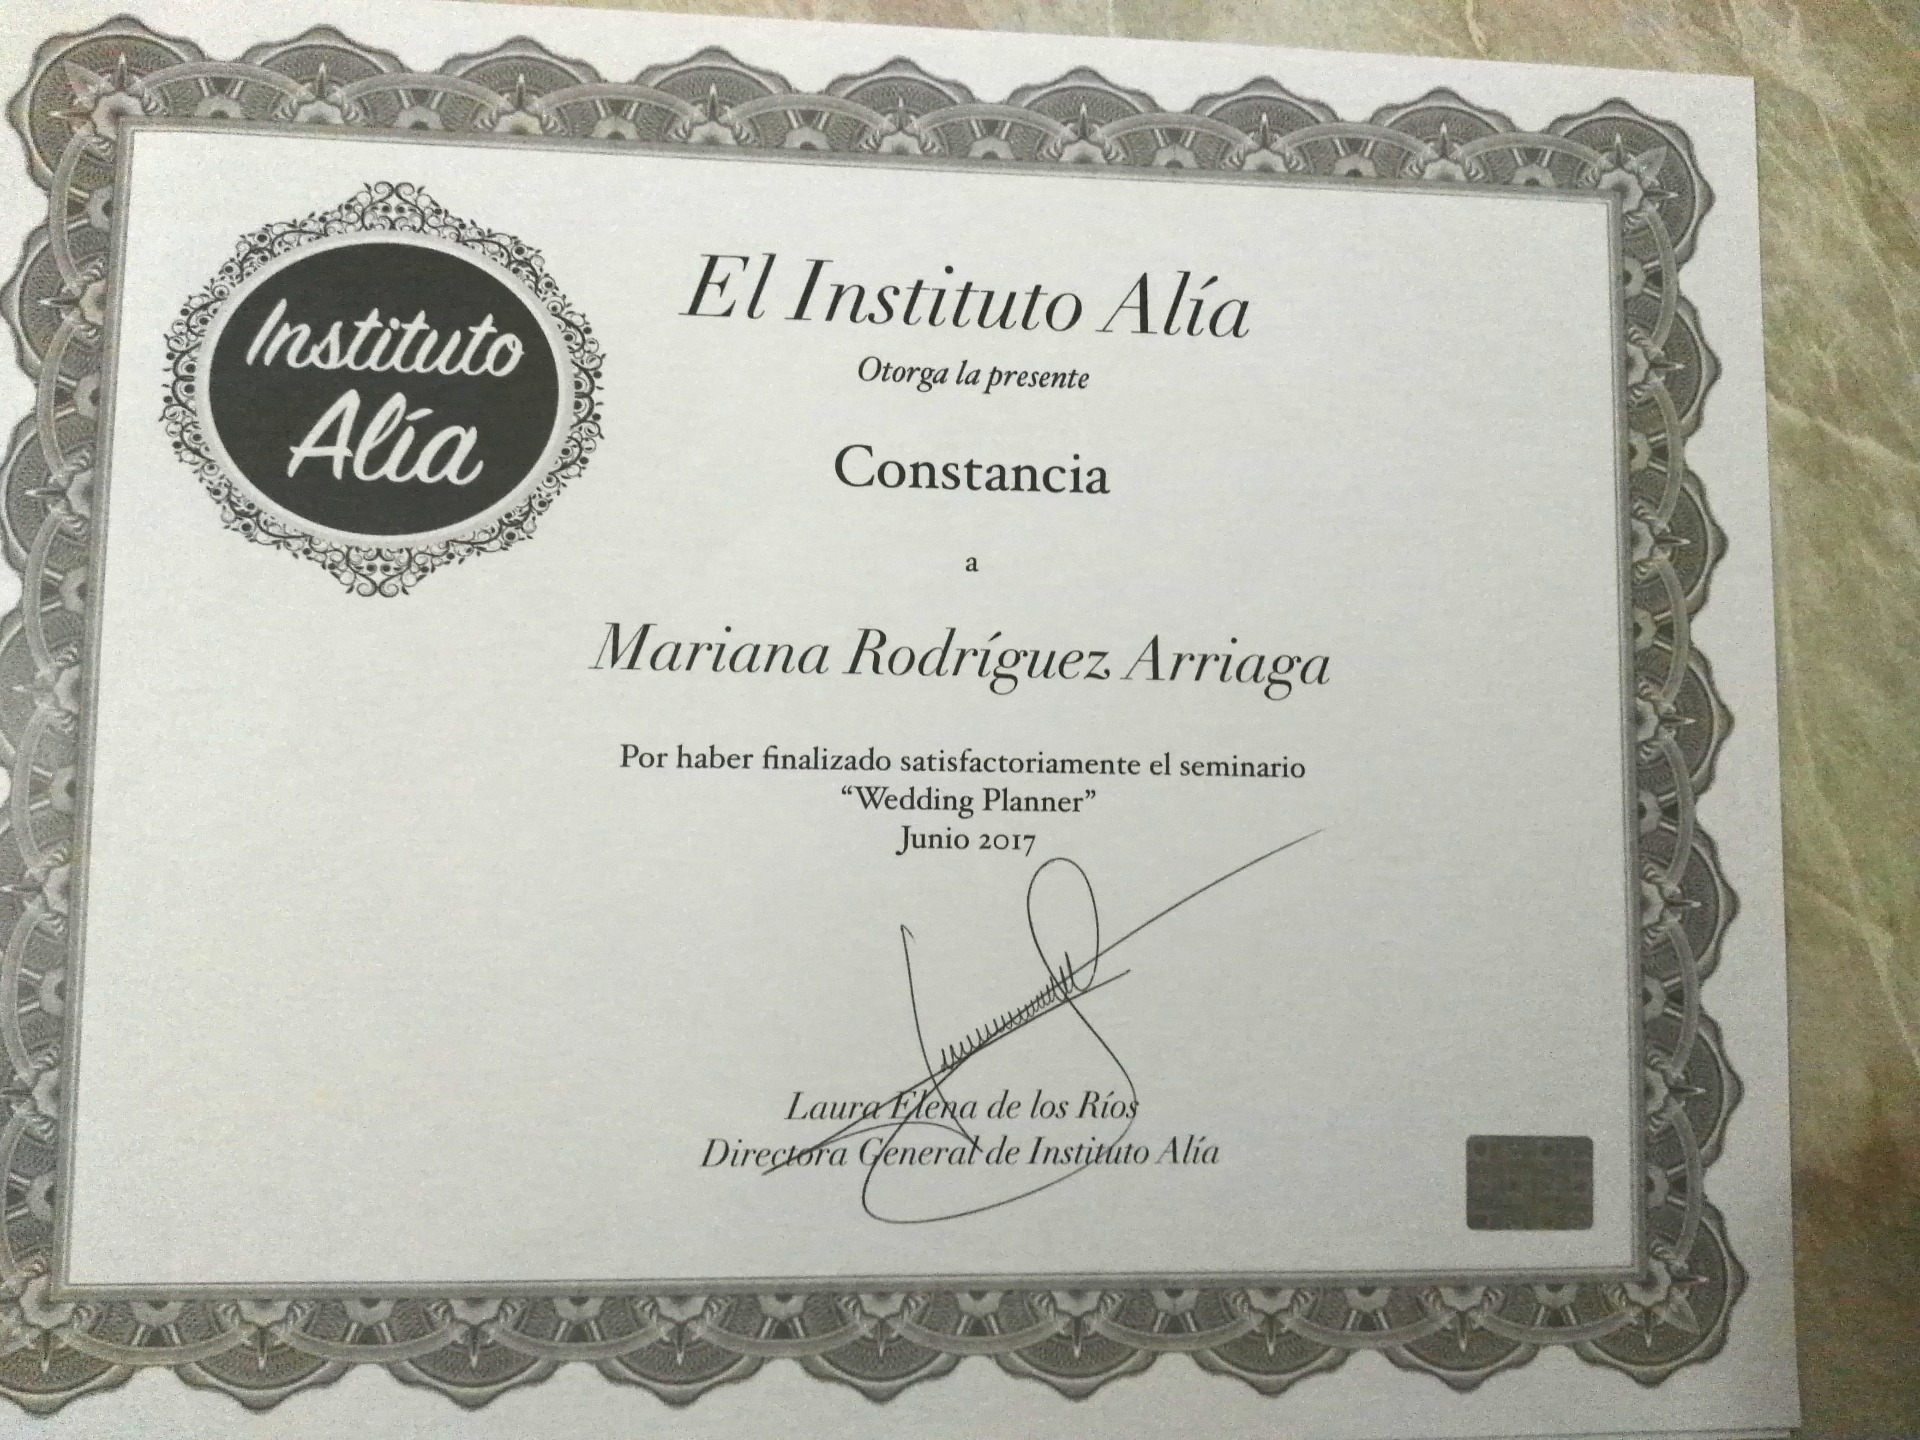 Instituto
Alía
El Instituto Alía
Otorga la presente
Constancia
a
Mariana Rodríguez Arriaga
Por haber finalizado satisfactoriamente el seminario
“Wedding Planner”
Junio 2017
Laura Elena de los Ríos
Directora General de Instituto Alía